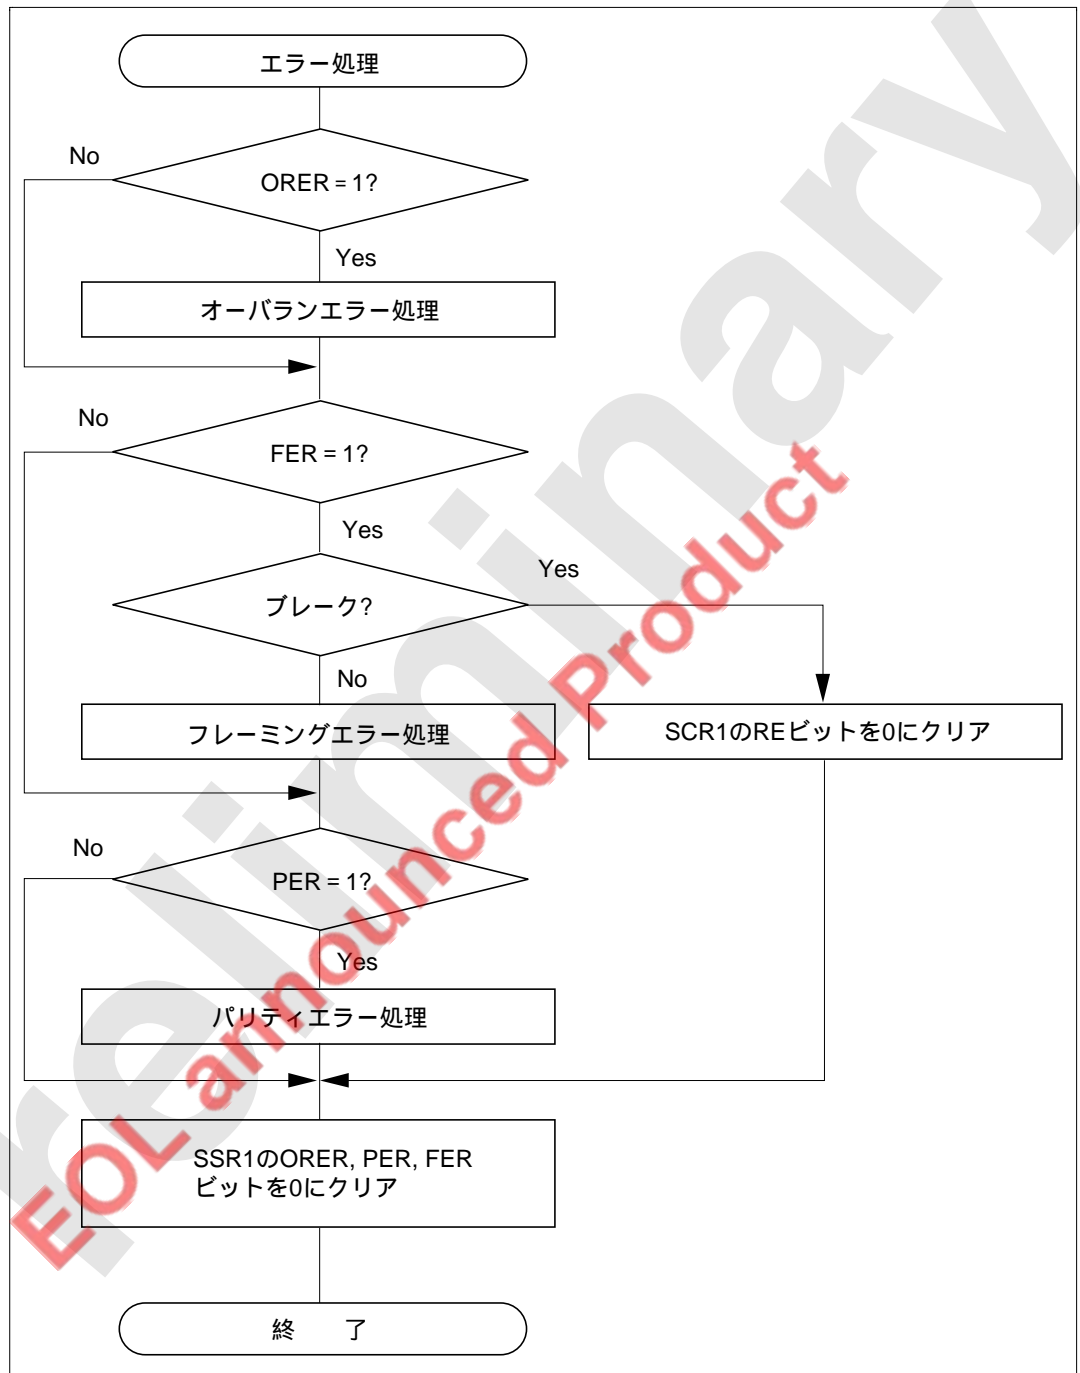 エラー処理
No
ORER = 1?
Yes
オーバランエラー処理
No
FER = 1?
Yes
ブレーク?
Yes
No
フレーミングエラー処理
SCR1のREビットを0にクリア
No
PER = 1?
Yes
パリティエラー処理
SSR1のORER, PER, FER
ビットを0にクリア
終 了
reliminary
EOL announced Product